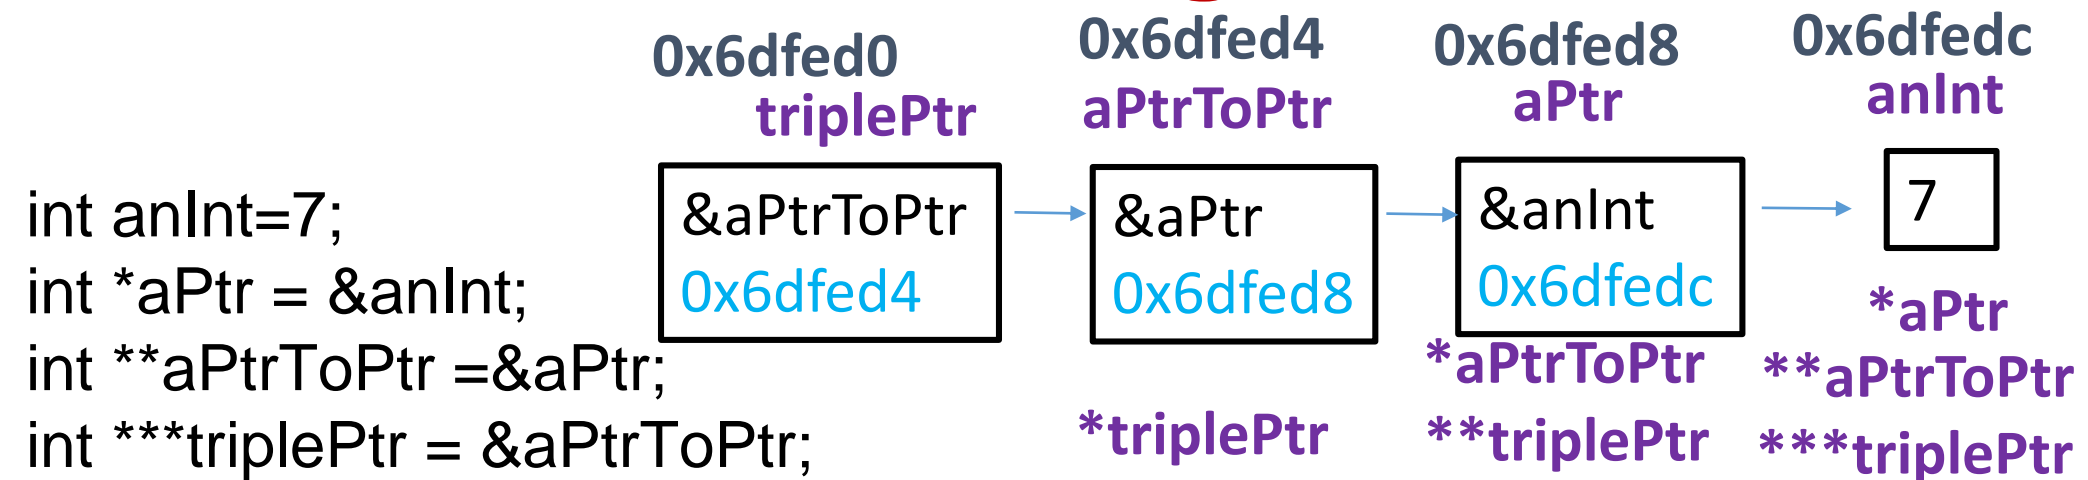 0x6dfed0 0x6dfed4 0x6dfed8 0x6dfedc
triplePtr aPtrToPtr aPtr anInt
int anInt=7; &aPtrToPtr &aPtr &anInt 7
int *aPtr = &anInt; 0x6dfed4 0x6dfed8 0x6dfedc *aPtr
int **aPtrToPtr =&aPtr; *aPtrToPtr **aPtrToPtr
int ***triplePtr = &aPtrToPtr; *triplePtr **triplePtr ***triplePtr